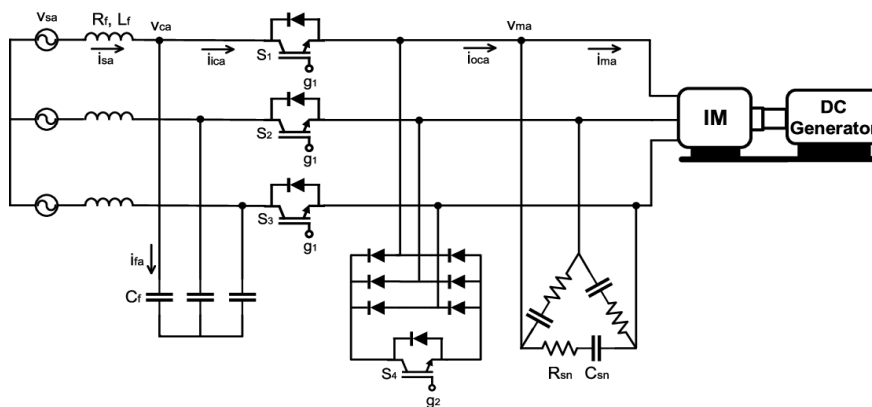 vsa
Rf, Lf
isa
vca
iica
S1
g1
ioca
vma
ima
IM
DC
Generator
S2
g1
S3
g1
ifa
Cf
S4
g2
Rsn
Csn